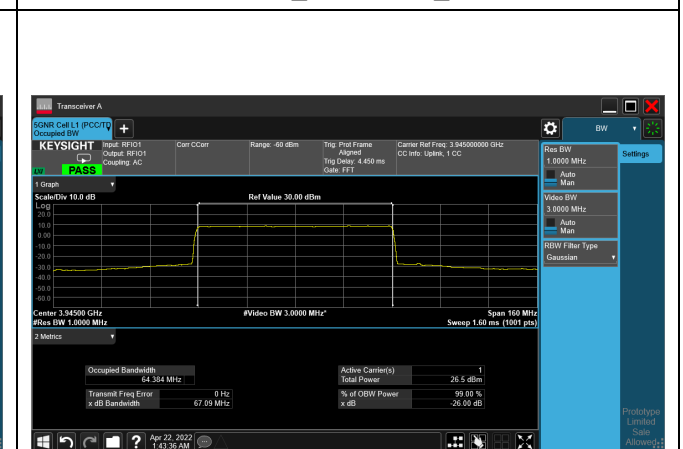 Transceiver A
5GNR Cell L1 (PCC/TD
Occupied BW
BW
KEYSIGHT
PASS
Input: RFIO1
Output: RFIO1
Coupling: AC
Corr CCorr
Range: -60 dBm
Trig: Prot Frame
Aligned
Trig Delay: 4.450 ms
Gate: FFT
Carrier Ref Freq: 3.945000000 GHz
CC Info: Uplink, 1 CC
Res BW
1.0000 MHz
Auto
Man
Video BW
3.0000 MHz
Auto
Man
RBW Filter Type
Gaussian
Settings
1 Graph
Scale/Div 10.0 dB
Ref Value 30.00 dBm
Log
20.0
10.0
0.00
-10.0
-20.0
-30.0
-40.0
-50.0
-60.0
Center 3.94500 GHz
#Video BW 3.0000 MHz*
Span 160 MHz
#Res BW 1.0000 MHz
Sweep 1.60 ms (1001 pts)
2 Metrics
Occupied Bandwidth
64.384 MHz
Transmit Freq Error 0 Hz
x dB Bandwidth 67.09 MHz
Active Carrier(s) 1
Total Power 26.5 dBm
% of OBW Power 99.00 %
x dB -26.00 dB
Prototype
Limited
Sale
Allowed
Apr 22, 2022
1:43:36 AM